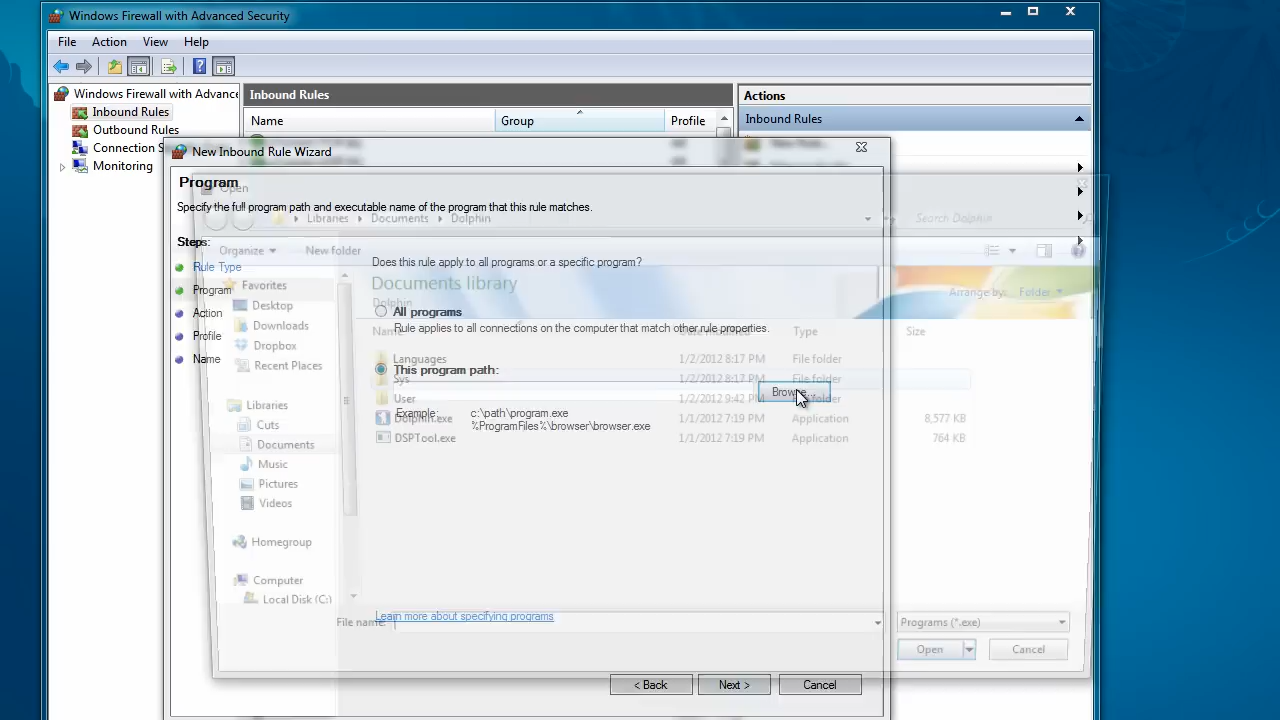 Windows Firewall with Advanced Security
File Action View Help
Windows Firewall with Advance
Inbound Rules
Outbound Rules
Connection S
Monitoring
Inbound Rules
Name Group Profile
Actions
Inbound Rules
New Inbound Rule Wizard
Program
Specify the full program path and executable name of the program that this rule matches.
Steps:
Rule Type
Program
Action
Profile
Name
Does this rule apply to all programs or a specific program?
All programs
Rule applies to all connections on the computer that match other rule properties.
This program path:
Browse...
Example: c:\path\program.exe
%ProgramFiles%\browser\browser.exe
Learn more about specifying programs
< Back Next > Cancel
Open
Libraries Documents Dolphin
Search Dolphin
Organize New folder
Favorites
Desktop
Downloads
Dropbox
Recent Places
Libraries
Cuts
Documents
Music
Pictures
Videos
Homegroup
Computer
Local Disk (C:)
Documents library
Dolphin
Arrange by: Folder
Name Date modified Type Size
Languages 1/2/2012 8:17 PM File folder
Sys 1/2/2012 8:17 PM File folder
User 1/2/2012 9:42 PM File folder
Dolphin.exe 1/1/2012 7:19 PM Application 8,577 KB
DSPTool.exe 1/1/2012 7:19 PM Application 764 KB
File name: Programs (*.exe)
Open Cancel